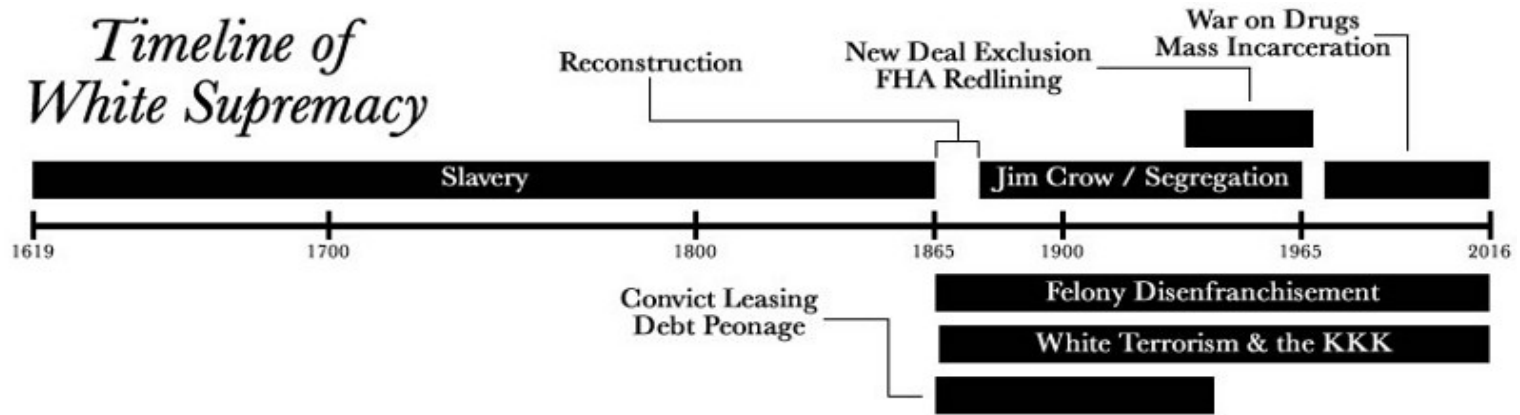 Timeline of
White Supremacy
Reconstruction
New Deal Exclusion
FHA Redlining
War on Drugs
Mass Incarceration
Slavery
Jim Crow / Segregation
1619
1700
1800
1865
1900
1965
2016
Convict Leasing
Debt Peonage
Felony Disenfranchisement
White Terrorism & the KKK